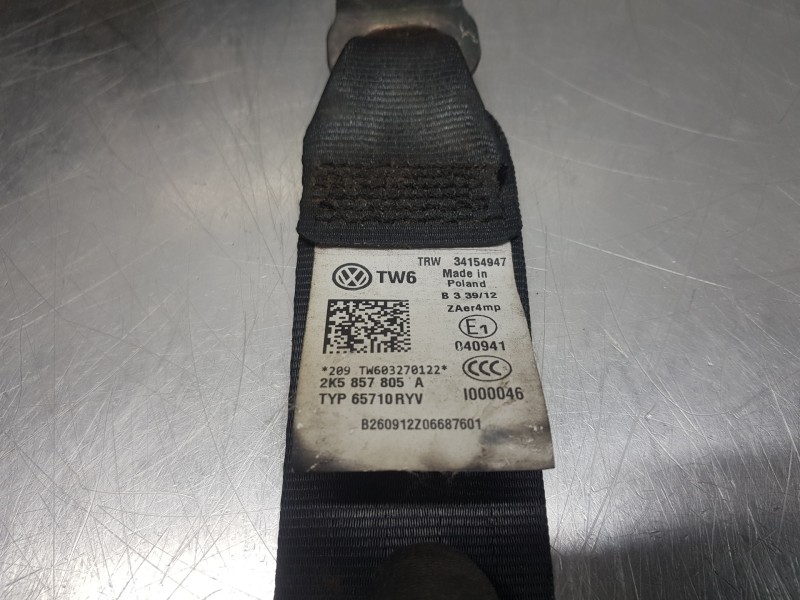 TRW 34154947
VW TW6 Made in
Poland
B 3 39/12
ZAer4mp
E1
040941
*209 TW603270122*
2K5 857 805 A
CCC
TYP 65710RYV I000046
B260912Z06687601